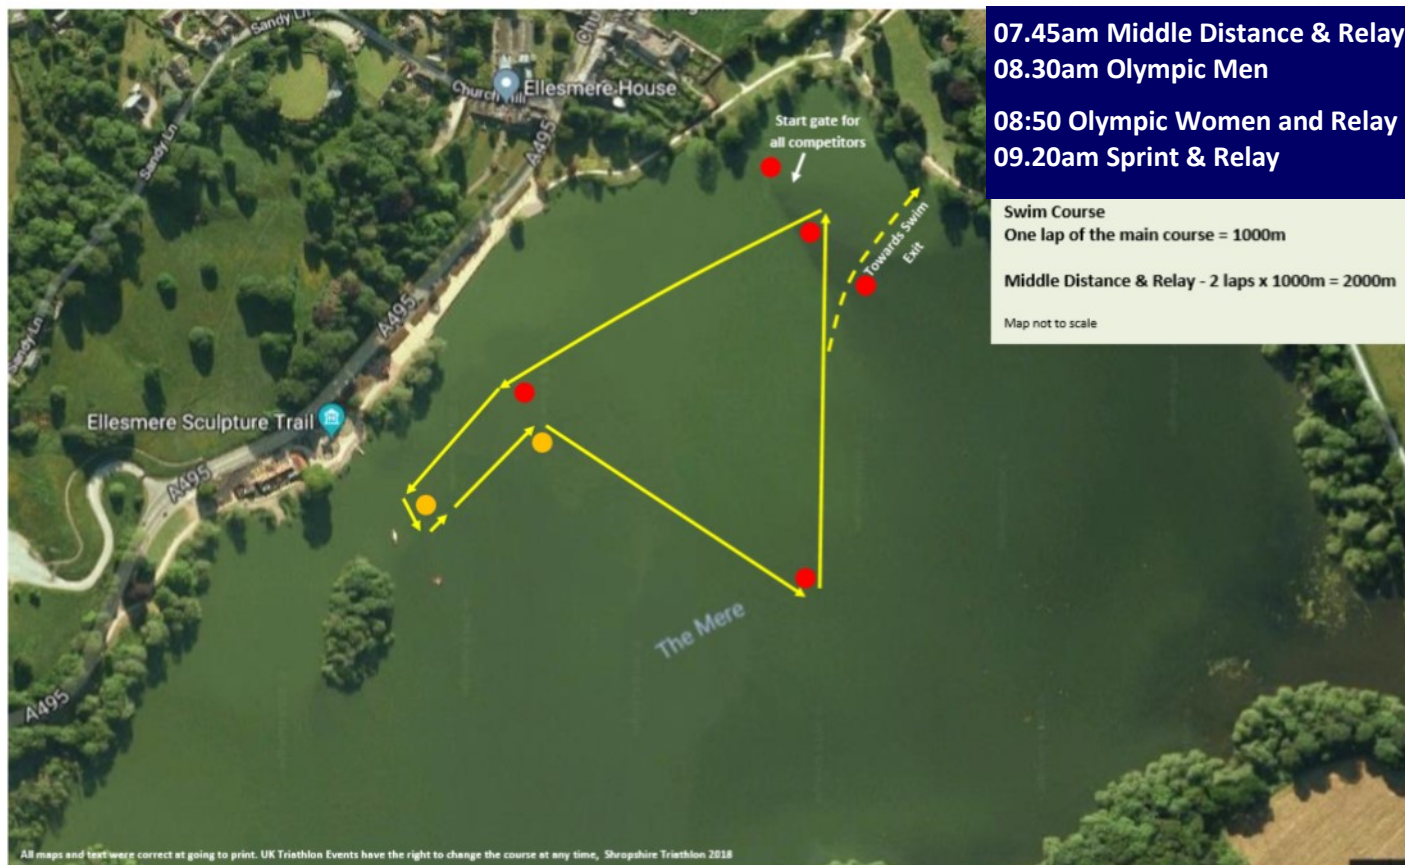 07.45am Middle Distance & Relay
08.30am Olympic Men
08:50 Olympic Women and Relay
09.20am Sprint & Relay
Swim Course
One lap of the main course = 1000m
Middle Distance & Relay - 2 laps x 1000m = 2000m
Map not to scale
Sandy Ln
Church Hill
Ellesmere House
Start gate for
all competitors
Sandy Ln
A495
Towards Swim
Exit
A495
Sandy Ln
Ellesmere Sculpture Trail
A495
The Mere
A495
All maps and text were correct at going to print. UK Triathlon Events have the right to change the course at any time, Shropshire Triathlon 2018